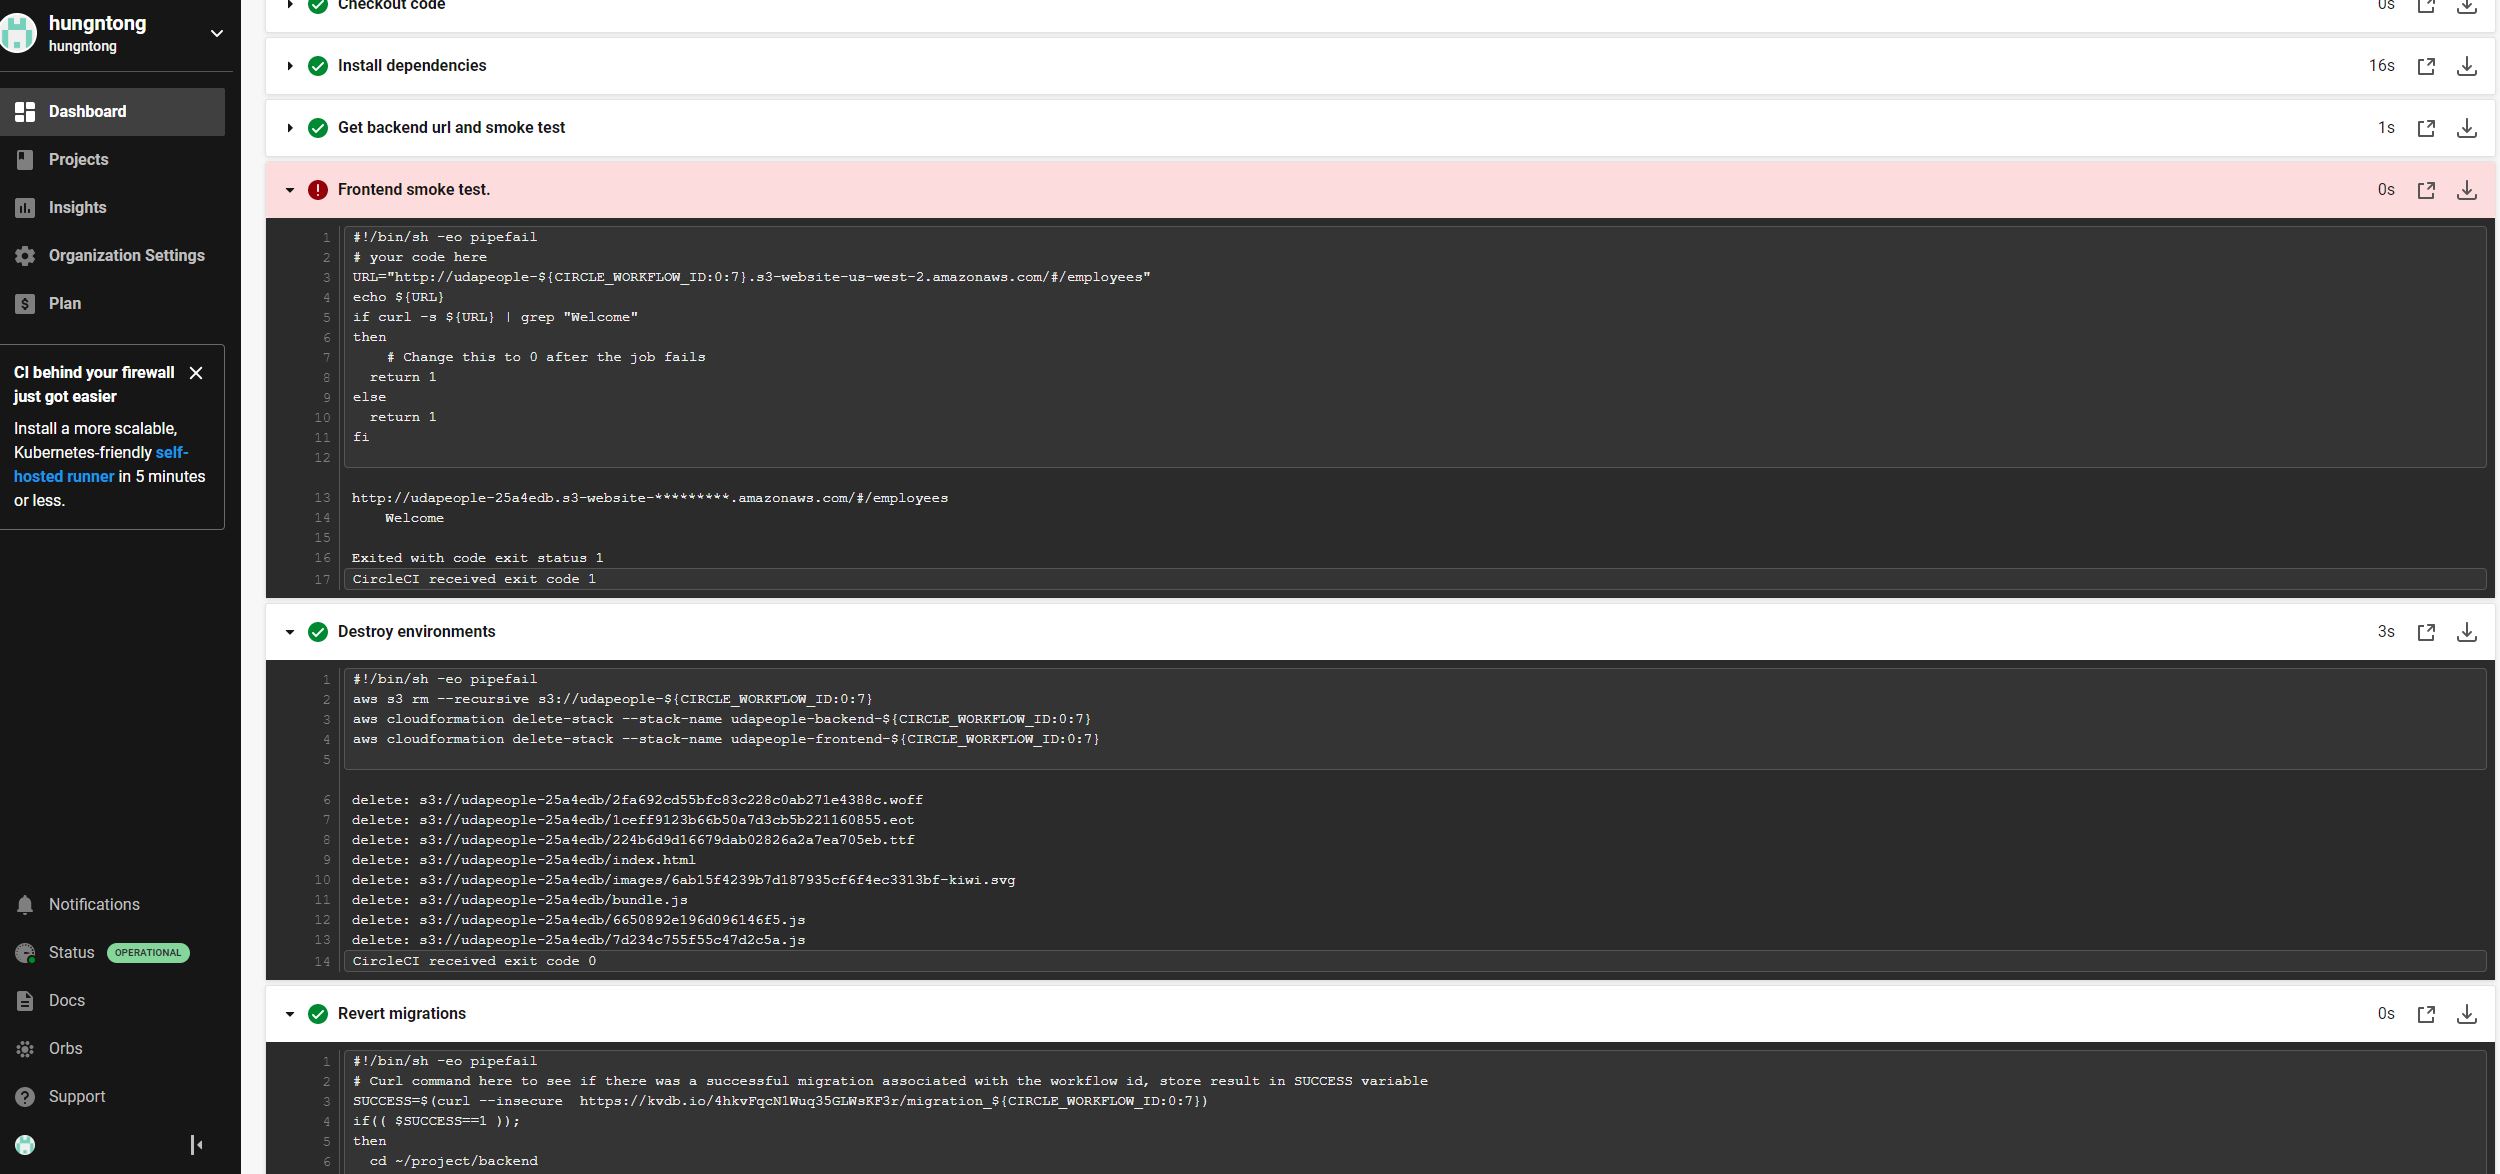 hungntong
hungntong
Dashboard
Projects
Insights
Organization Settings
Plan
CI behind your firewall
just got easier
Install a more scalable,
Kubernetes-friendly self-
hosted runner in 5 minutes
or less.
Notifications
Status OPERATIONAL
Docs
Orbs
Support
Checkout code 0s
Install dependencies 16s
Get backend url and smoke test 1s
Frontend smoke test. 0s
1 #!/bin/sh -eo pipefail
2 # your code here
3 URL="http://udapeople-${CIRCLE_WORKFLOW_ID:0:7}.s3-website-us-west-2.amazonaws.com/#/employees"
4 echo ${URL}
5 if curl -s ${URL} | grep "Welcome"
6 then
7 # Change this to 0 after the job fails
8 return 1
9 else
10 return 1
11 fi
12
13 http://udapeople-25a4edb.s3-website-*********.amazonaws.com/#/employees
14 Welcome
15
16 Exited with code exit status 1
17 CircleCI received exit code 1
Destroy environments 3s
1 #!/bin/sh -eo pipefail
2 aws s3 rm --recursive s3://udapeople-${CIRCLE_WORKFLOW_ID:0:7}
3 aws cloudformation delete-stack --stack-name udapeople-backend-${CIRCLE_WORKFLOW_ID:0:7}
4 aws cloudformation delete-stack --stack-name udapeople-frontend-${CIRCLE_WORKFLOW_ID:0:7}
5
6 delete: s3://udapeople-25a4edb/2fa692cd55bfc83c228c0ab271e4388c.woff
7 delete: s3://udapeople-25a4edb/1ceff9123b66b50a7d3cb5b221160855.eot
8 delete: s3://udapeople-25a4edb/224b6d9d16679dab02826a2a7ea705eb.ttf
9 delete: s3://udapeople-25a4edb/index.html
10 delete: s3://udapeople-25a4edb/images/6ab15f4239b7d187935cf6f4ec3313bf-kiwi.svg
11 delete: s3://udapeople-25a4edb/bundle.js
12 delete: s3://udapeople-25a4edb/6650892e196d096146f5.js
13 delete: s3://udapeople-25a4edb/7d234c755f55c47d2c5a.js
14 CircleCI received exit code 0
Revert migrations 0s
1 #!/bin/sh -eo pipefail
2 # Curl command here to see if there was a successful migration associated with the workflow id, store result in SUCCESS variable
3 SUCCESS=$(curl --insecure  https://kvdb.io/4hkvFqcNlWuq35GLWsKF3r/migration_${CIRCLE_WORKFLOW_ID:0:7})
4 if(( $SUCCESS==1 ));
5 then
6 cd ~/project/backend